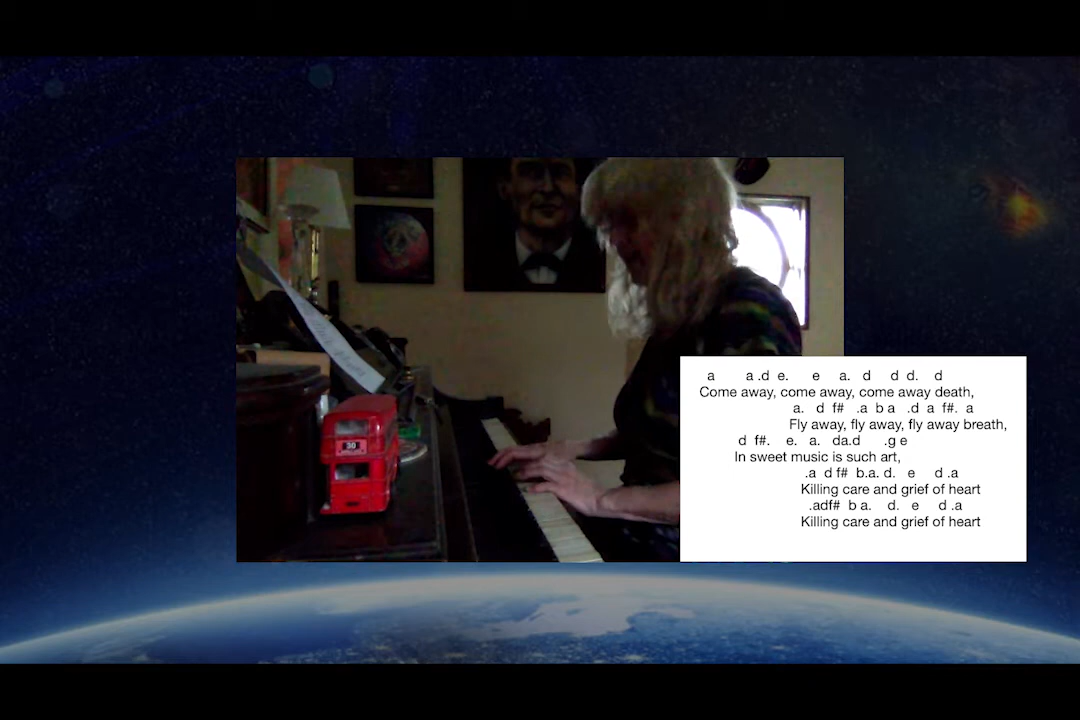 30
a a .d e. e a. d d d. d
Come away, come away, come away death,
a. d f# .a b a .d a f#. a
Fly away, fly away, fly away breath,
d f#. e. a. da.d .g e
In sweet music is such art,
.a d f# b.a. d. e d .a
Killing care and grief of heart
.adf# b a. d. e d .a
Killing care and grief of heart